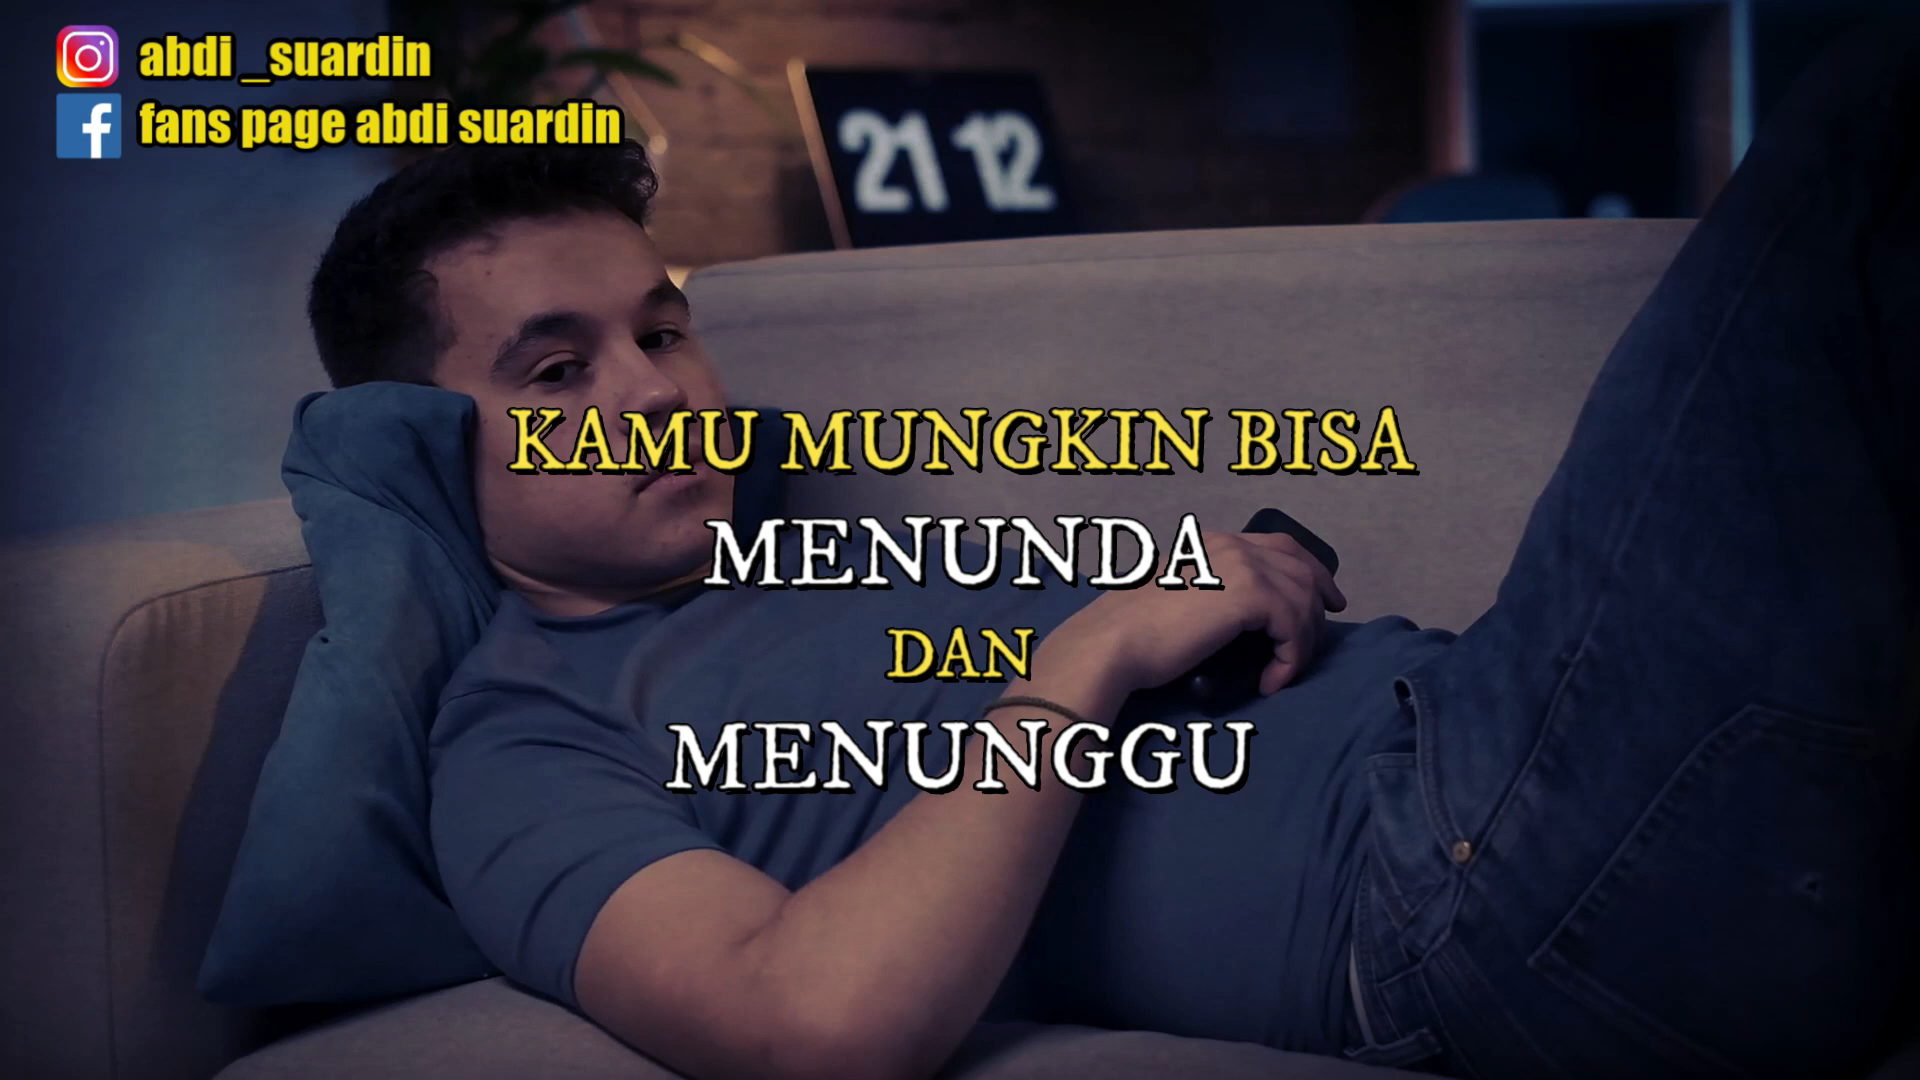 abdi _suardin
fans page abdi suardin
21 12
KAMU MUNGKIN BISA
MENUNDA
DAN
MENUNGGU